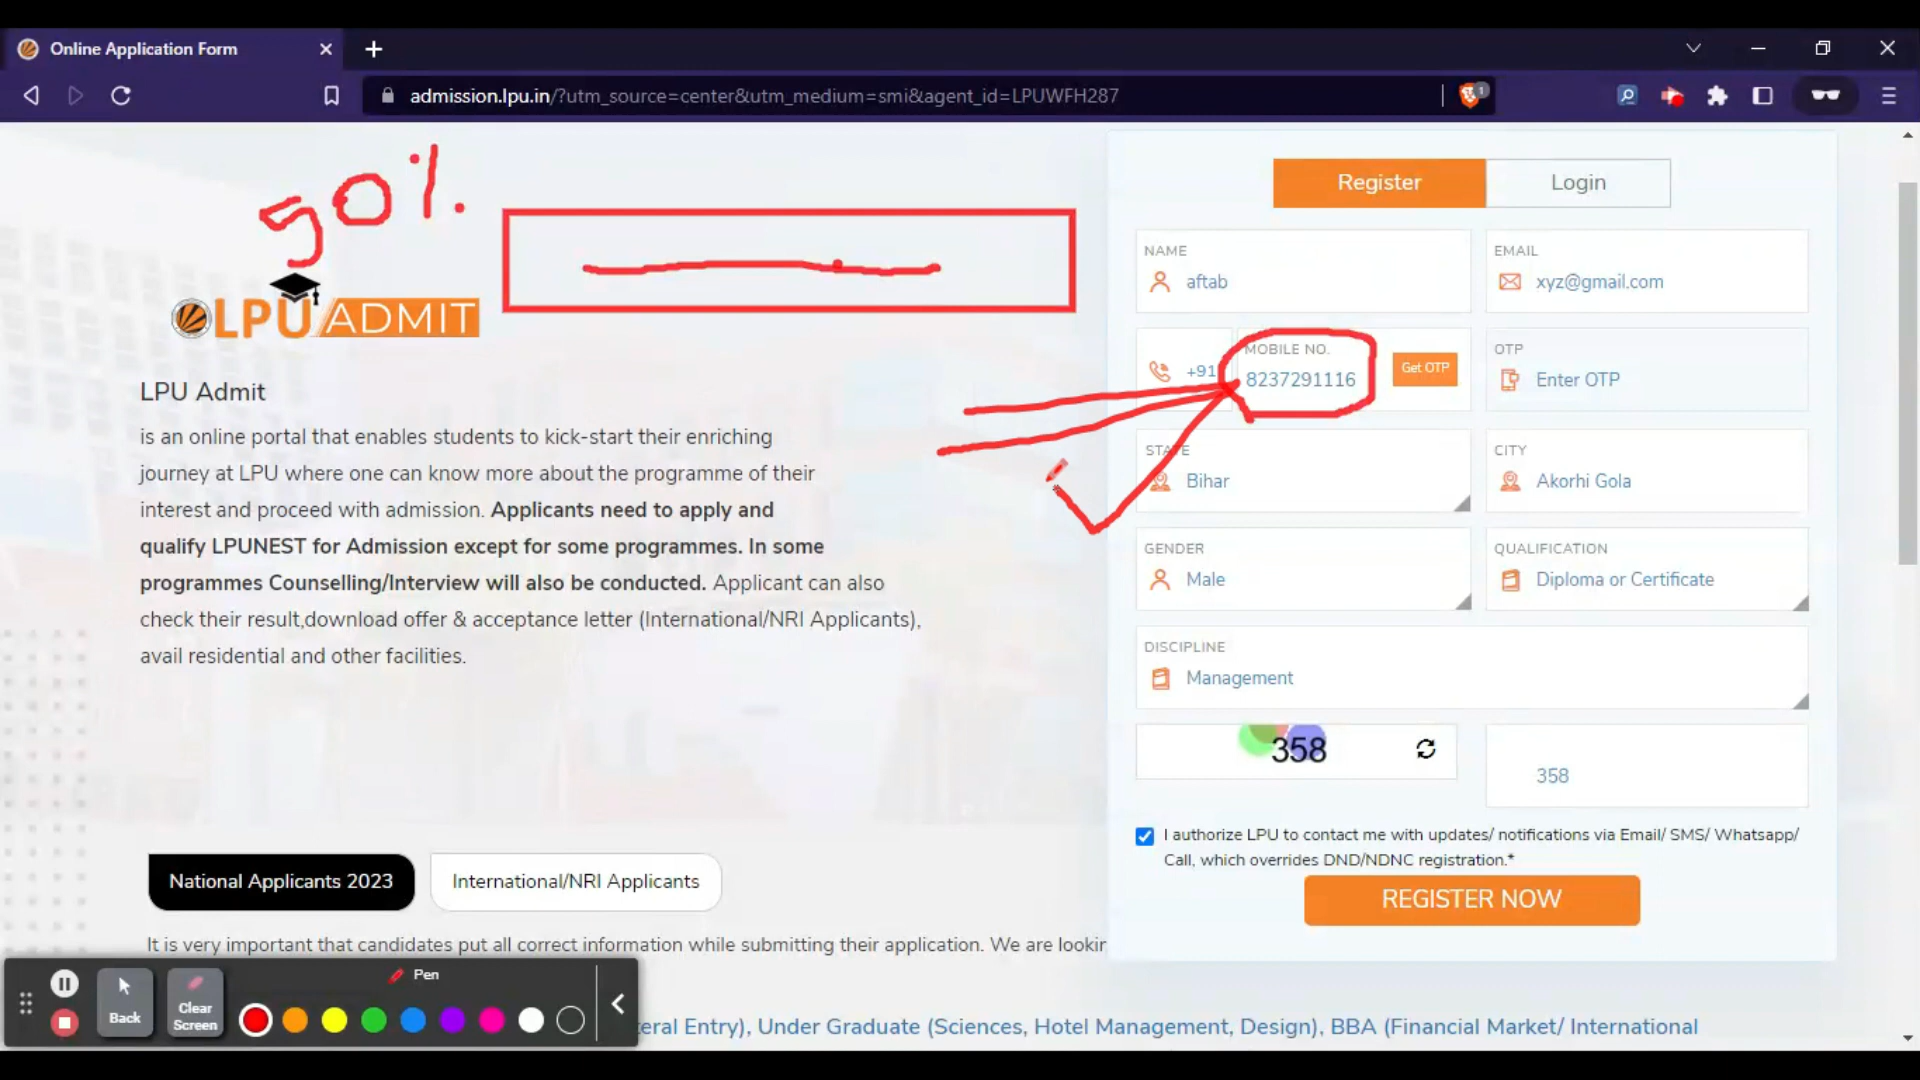 Online Application Form
admission.lpu.in/?utm_source=center&utm_medium=smi&agent_id=LPUWFH287
1
50%
LPU ADMIT
LPU Admit
is an online portal that enables students to kick-start their enriching
journey at LPU where one can know more about the programme of their
interest and proceed with admission. Applicants need to apply and
qualify LPUNEST for Admission except for some programmes. In some
programmes Counselling/Interview will also be conducted. Applicant can also
check their result,download offer & acceptance letter (International/NRI Applicants),
avail residential and other facilities.
National Applicants 2023
International/NRI Applicants
It is very important that candidates put all correct information while submitting their application. We are lookin
Register
Login
NAME
aftab
EMAIL
xyz@gmail.com
+91
MOBILE NO.
8237291116
Get OTP
OTP
Enter OTP
STATE
Bihar
CITY
Akorhi Gola
GENDER
Male
QUALIFICATION
Diploma or Certificate
DISCIPLINE
Management
358
358
I authorize LPU to contact me with updates/ notifications via Email/ SMS/ Whatsapp/
Call, which overrides DND/NDNC registration.*
REGISTER NOW
Pen
Back
Clear
Screen
teral Entry), Under Graduate (Sciences, Hotel Management, Design), BBA (Financial Market/ International